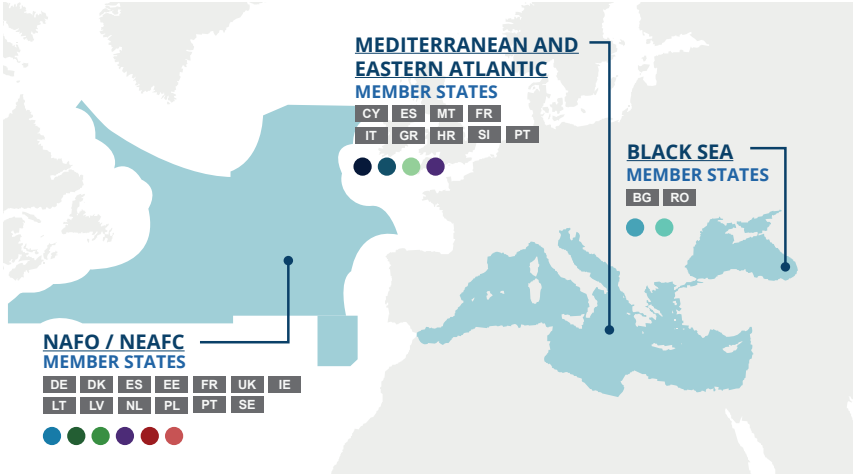 MEDITERRANEAN AND
EASTERN ATLANTIC
MEMBER STATES
CY ES MT FR
IT GR HR SI PT
BLACK SEA
MEMBER STATES
BG RO
NAFO / NEAFC
MEMBER STATES
DE DK ES EE FR UK IE
LT LV NL PL PT SE